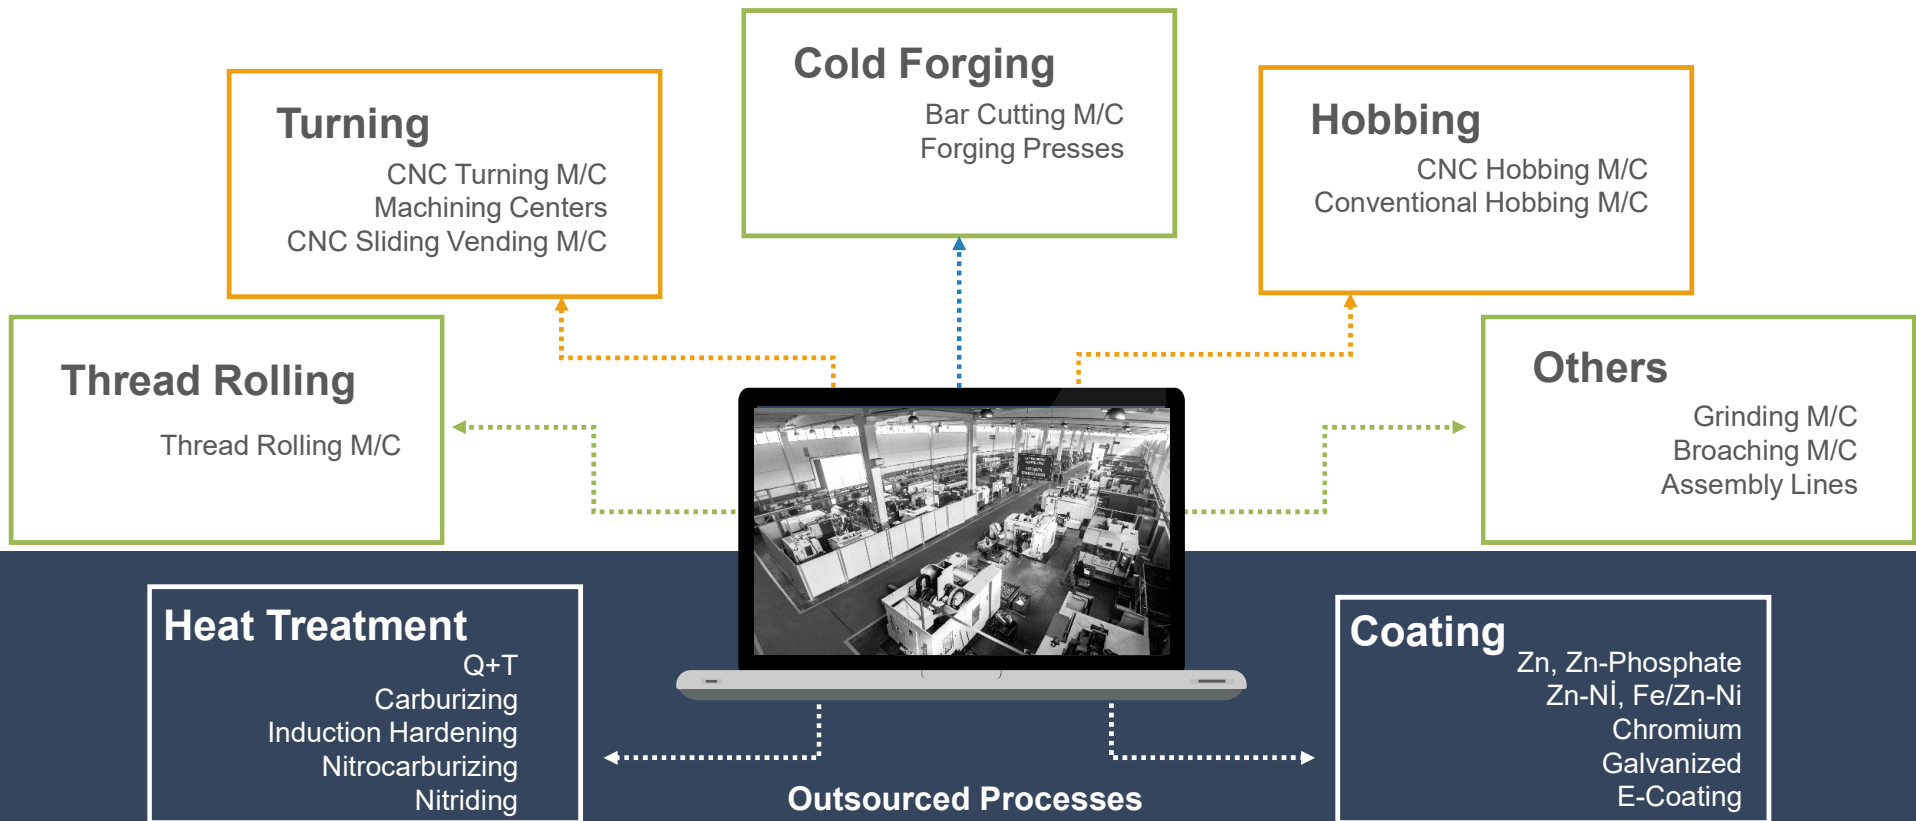 Cold Forging
Bar Cutting M/C
Forging Presses
Turning
CNC Turning M/C
Machining Centers
CNC Sliding Vending M/C
Hobbing
CNC Hobbing M/C
Conventional Hobbing M/C
Thread Rolling
Thread Rolling M/C
Others
Grinding M/C
Broaching M/C
Assembly Lines
Heat Treatment
Q+T
Carburizing
Induction Hardening
Nitrocarburizing
Nitriding
Coating
Zn, Zn-Phosphate
Zn-Nİ, Fe/Zn-Ni
Chromium
Galvanized
E-Coating
Outsourced Processes